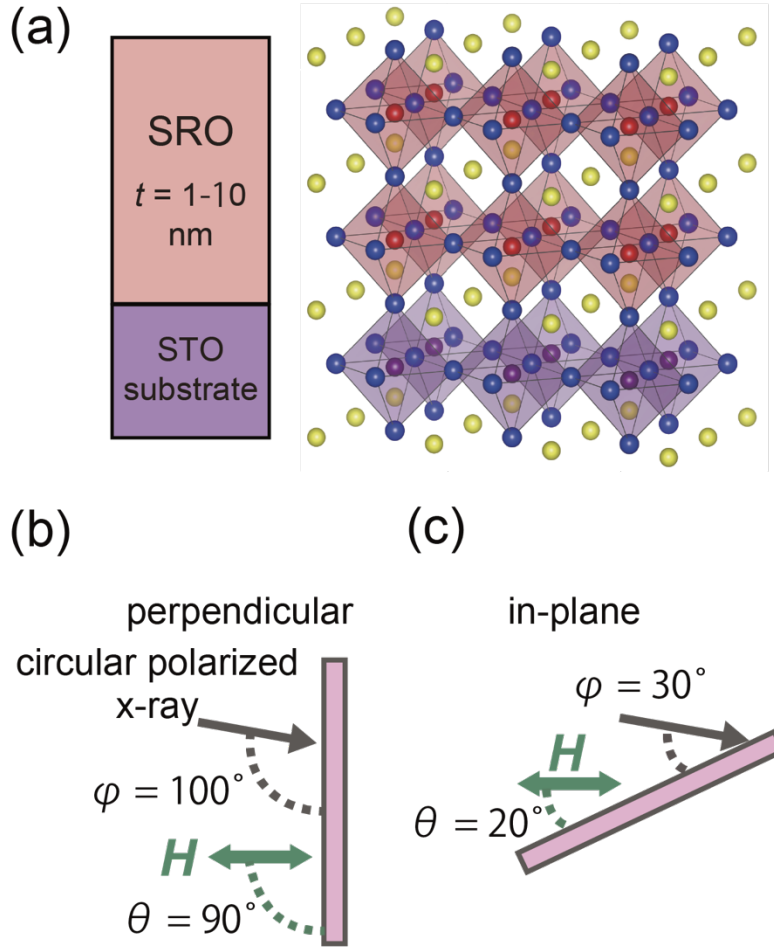 (a)
SRO
t = 1-10
nm
STO
substrate
(b)
perpendicular
circular polarized
x-ray
φ = 100°
H
θ = 90°
(c)
in-plane
φ = 30°
H
θ = 20°